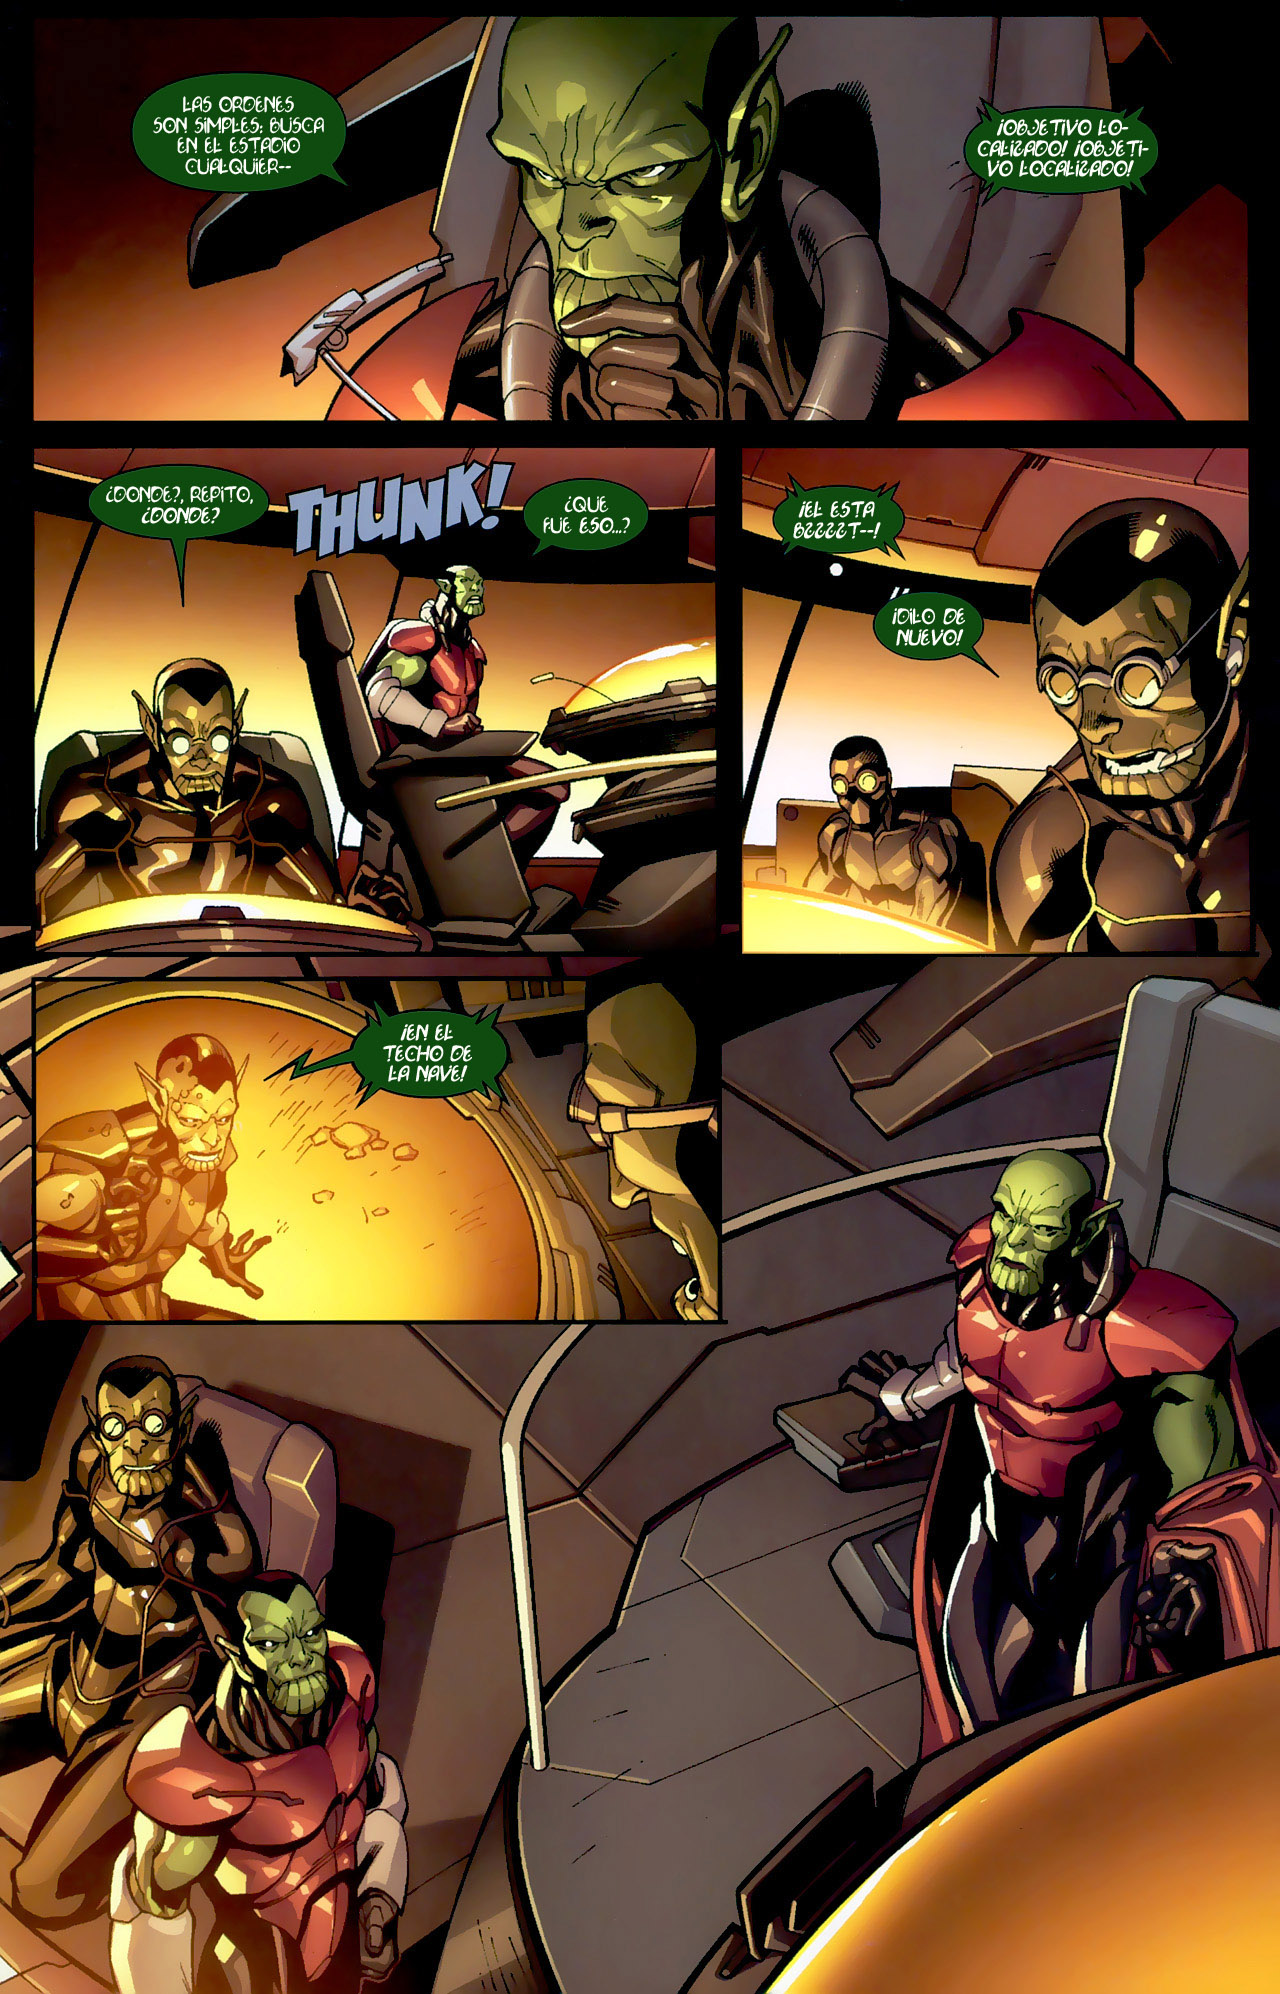 LAS ORDENES
SON SIMPLES: BUSCA
EN EL ESTADIO
CUALQUIER--
¡OBJETIVO LO-
CALIZADO! ¡OBJETI-
VO LOCALIZADO!
¿DONDE?, REPITO,
¿DONDE?
THUNK!
¿QUE
FUE ESO...?
¡EL ESTA
BZZZZT--!
¡DILO DE
NUEVO!
¡EN EL
TECHO DE
LA NAVE!